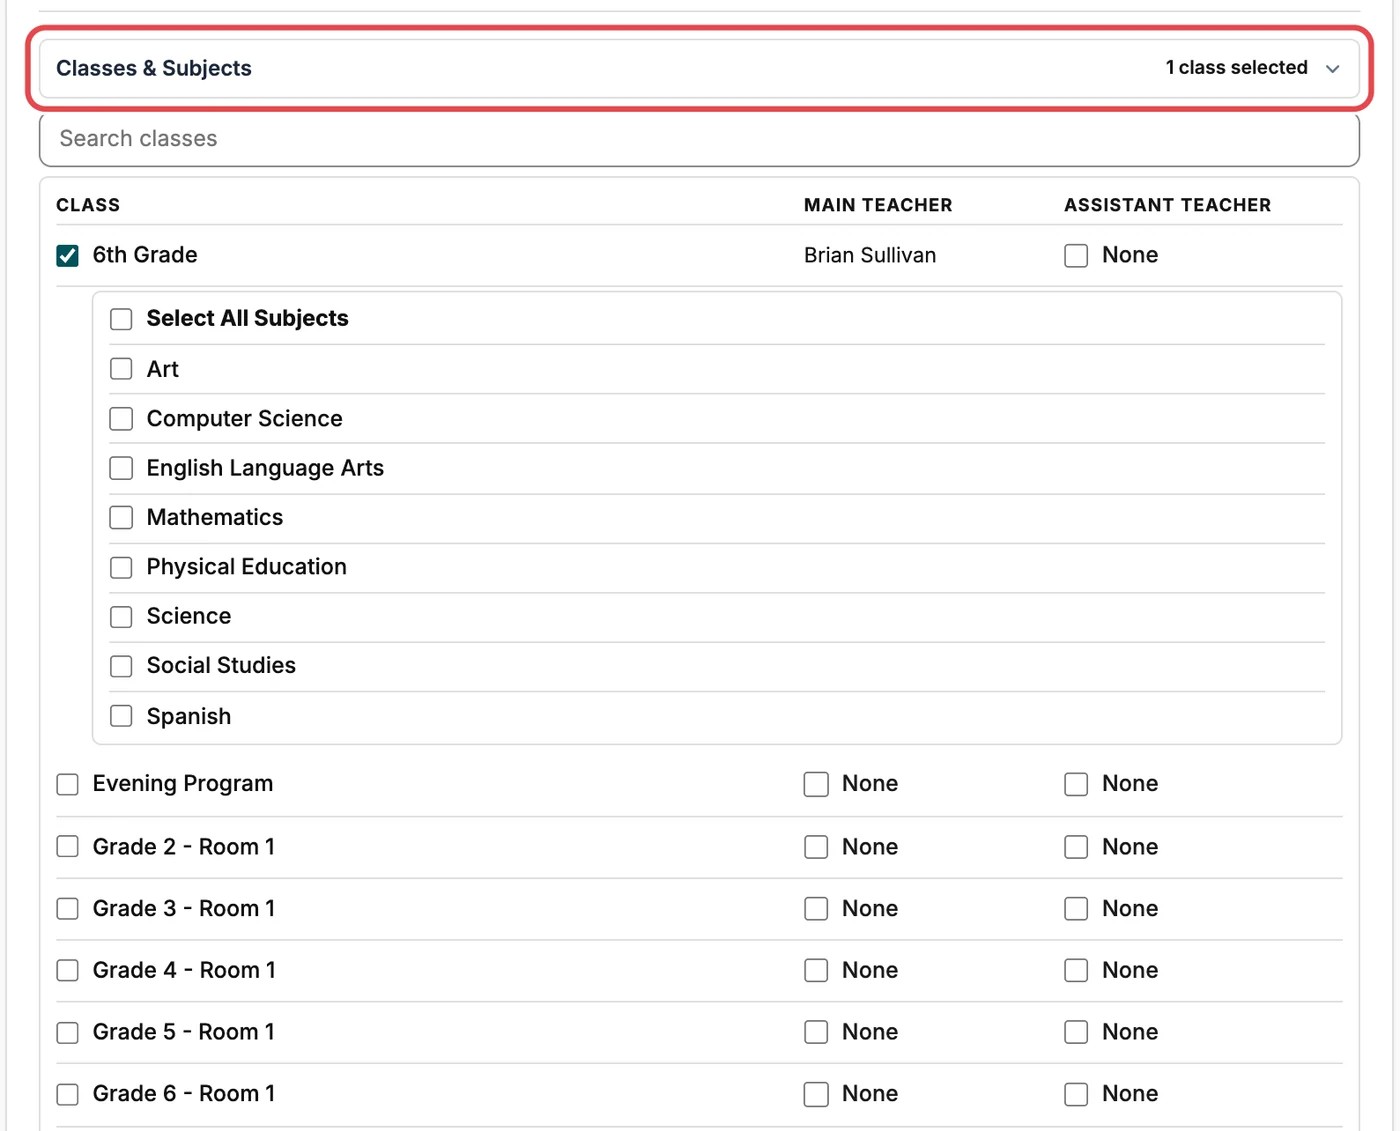 Classes & Subjects 1 class selected
Search classes
CLASS MAIN TEACHER ASSISTANT TEACHER
6th Grade Brian Sullivan None
Select All Subjects
Art
Computer Science
English Language Arts
Mathematics
Physical Education
Science
Social Studies
Spanish
Evening Program None None
Grade 2 - Room 1 None None
Grade 3 - Room 1 None None
Grade 4 - Room 1 None None
Grade 5 - Room 1 None None
Grade 6 - Room 1 None None